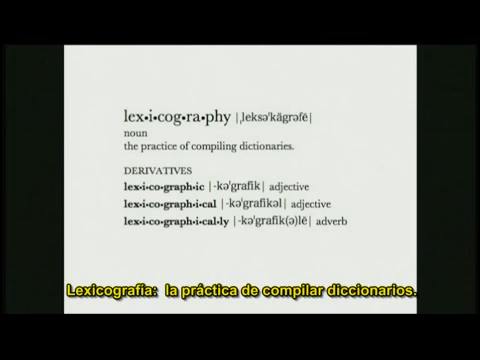 lex•i•cog•ra•phy |ˌleksəˈkägrəfē|
noun
the practice of compiling dictionaries.
DERIVATIVES
lex•i•co•graph•ic |-kəˈgrafik| adjective
lex•i•co•graph•i•cal |-kəˈgrafikəl| adjective
lex•i•co•graph•i•cal•ly |-kəˈgrafik(ə)lē| adverb
Lexicografía:  la práctica de compilar diccionarios.